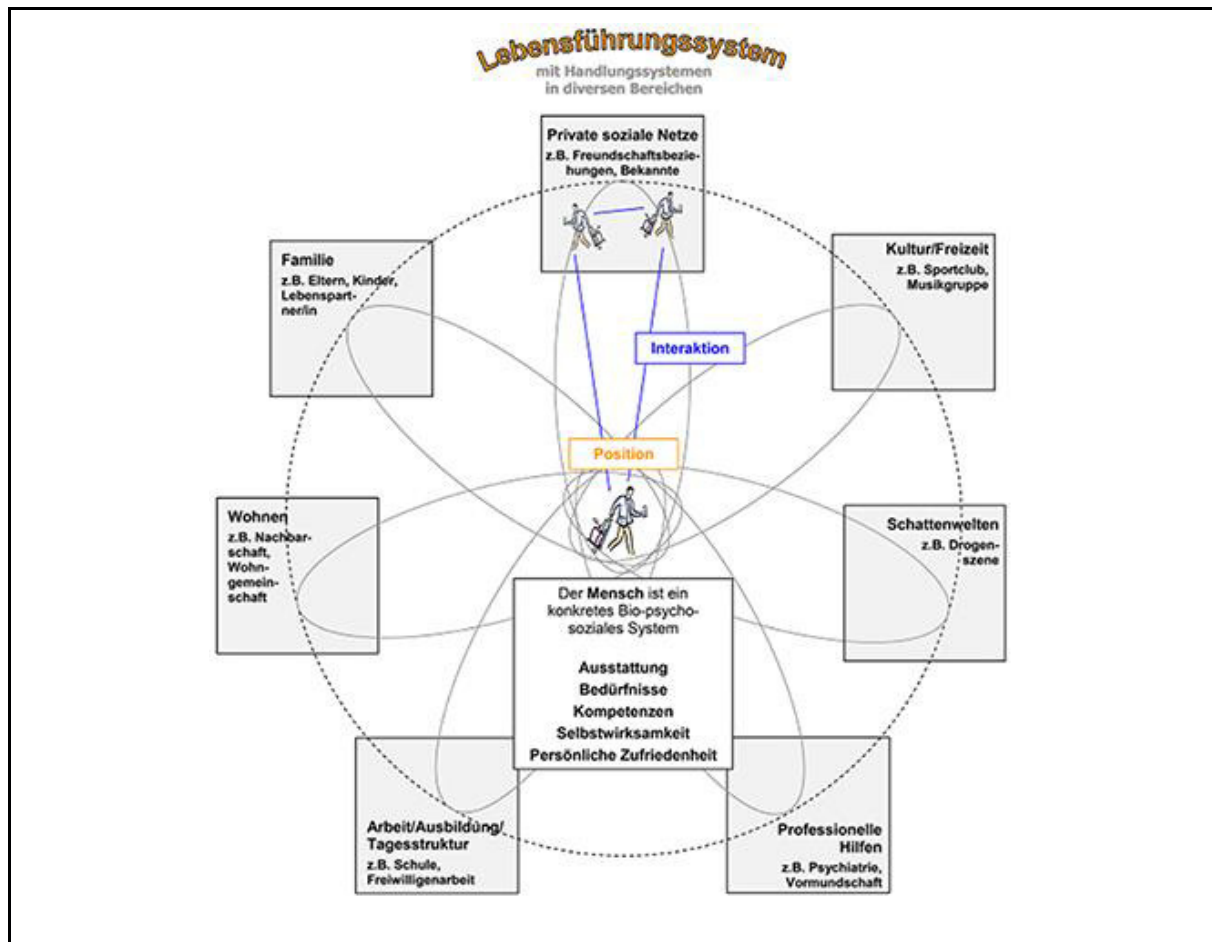 Lebensführungssystem
mit Handlungssystemen
in diversen Bereichen
Private soziale Netze
z.B. Freundschaftsbezie-
hungen, Bekannte
Familie
z.B. Eltern, Kinder,
Lebenspart-
ner/in
Kultur/Freizeit
z.B. Sportclub,
Musikgruppe
Interaktion
Position
Wohnen
z.B. Nachbar-
schaft,
Wohn-
gemein-
schaft
Schattenwelten
z.B. Drogen-
szene
Der Mensch ist ein
konkretes Bio-psycho-
soziales System
Ausstattung
Bedürfnisse
Kompetenzen
Selbstwirksamkeit
Persönliche Zufriedenheit
Arbeit/Ausbildung/
Tagesstruktur
z.B. Schule,
Freiwilligenarbeit
Professionelle
Hilfen
z.B. Psychiatrie,
Vormundschaft